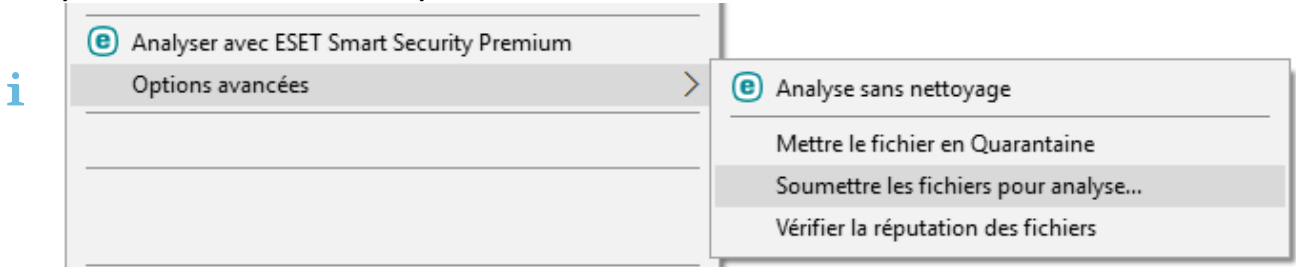 Analyser avec ESET Smart Security Premium
Options avancées
Analyse sans nettoyage
Mettre le fichier en Quarantaine
Soumettre les fichiers pour analyse...
Vérifier la réputation des fichiers